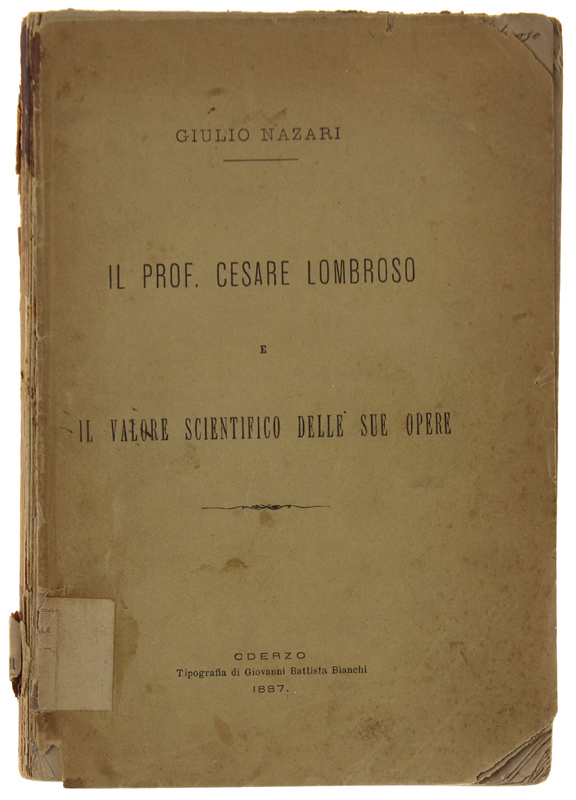 GIULIO NAZARI
IL PROF. CESARE LOMBROSO
E
IL VALORE SCIENTIFICO DELLE SUE OPERE
ODERZO
Tipografia di Giovanni Battista Bianchi
1887.